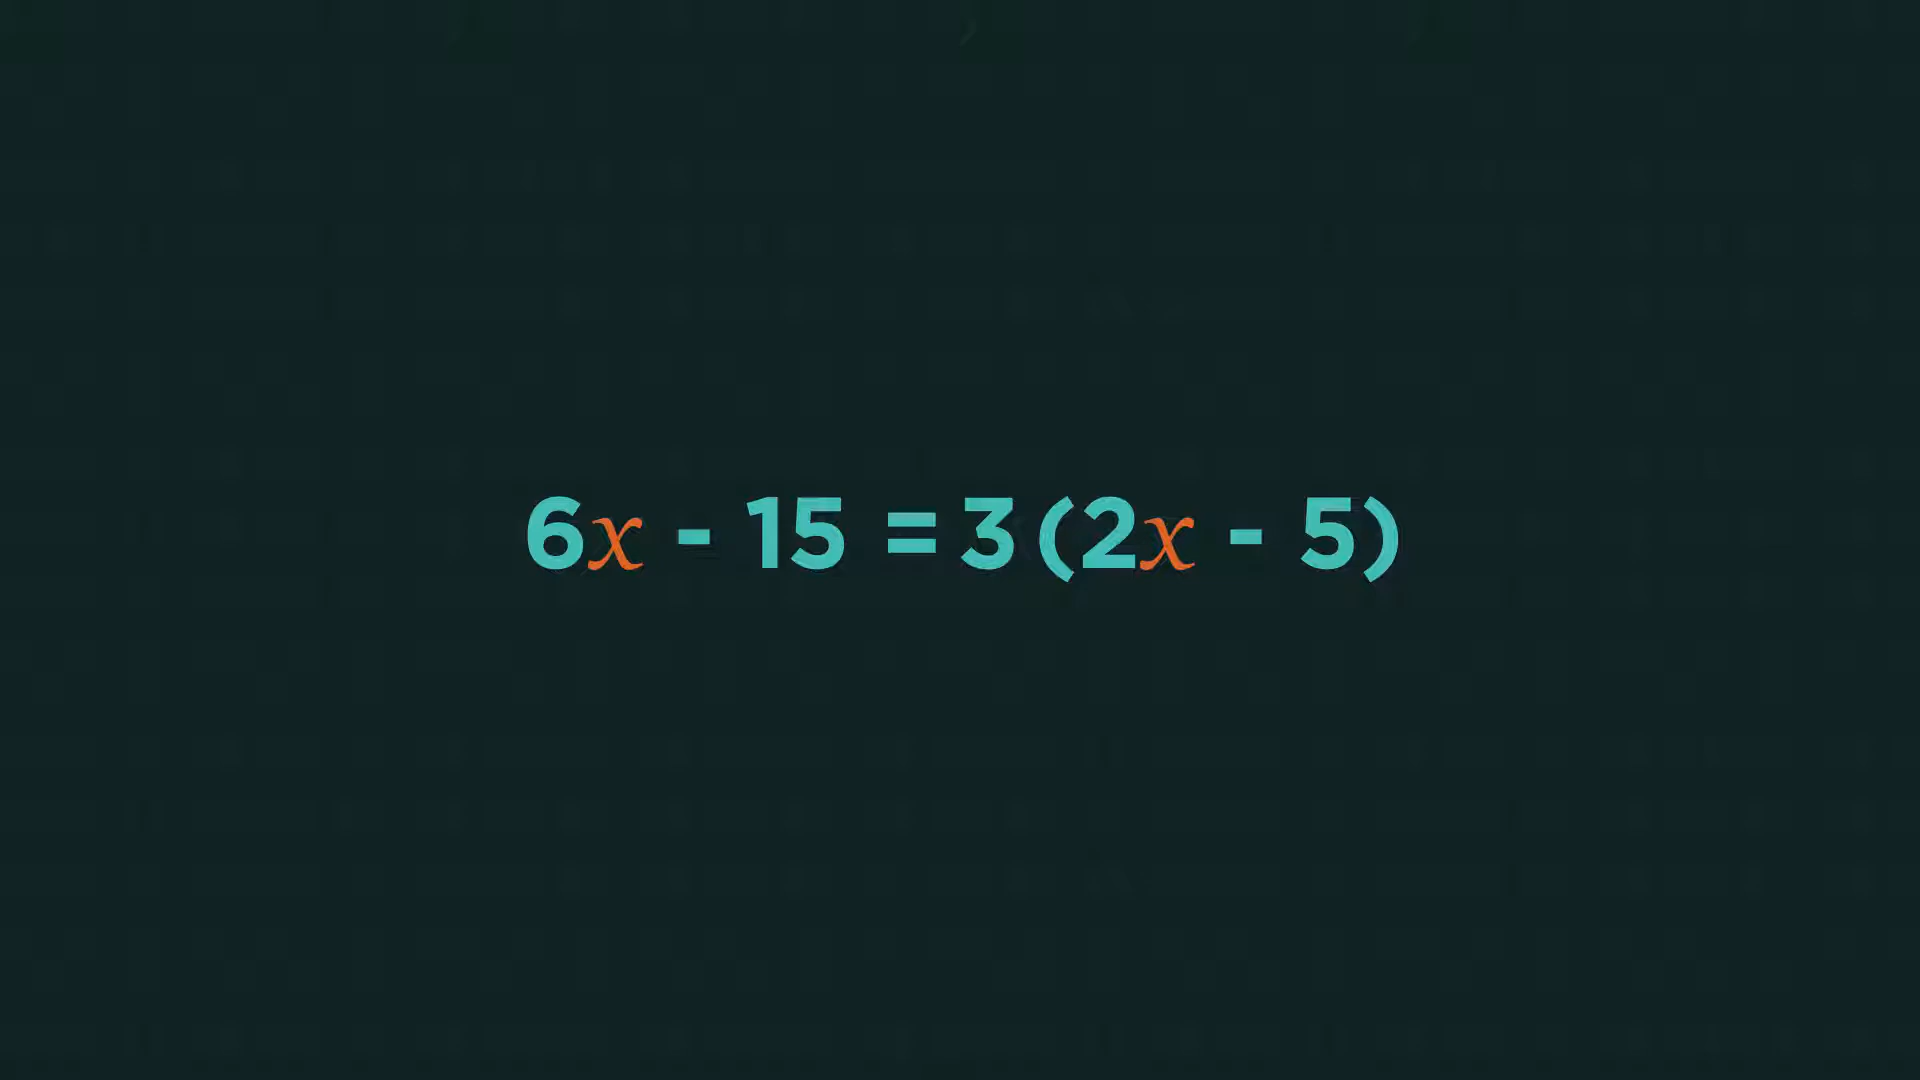 6x - 15 = 3(2x - 5)